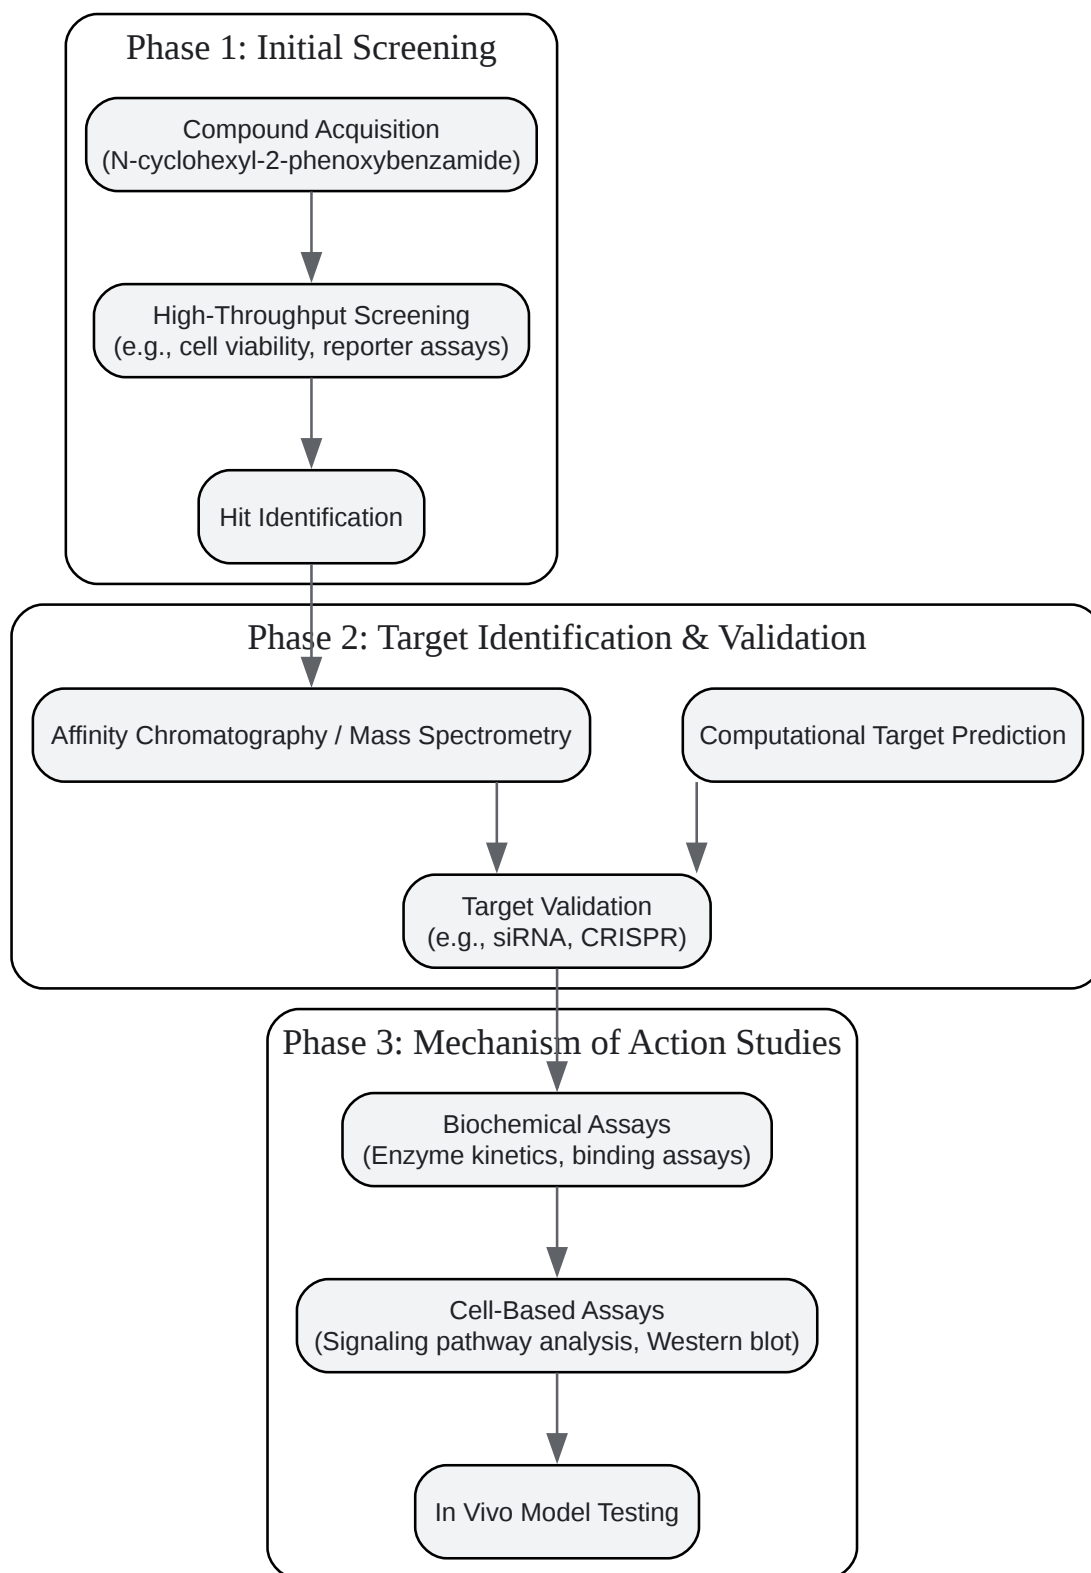 Phase 1: Initial Screening
Compound Acquisition
(N-cyclohexyl-2-phenoxybenzamide)
High-Throughput Screening
(e.g., cell viability, reporter assays)
Hit Identification
Phase 2: Target Identification & Validation
Affinity Chromatography / Mass Spectrometry
Computational Target Prediction
Target Validation
(e.g., siRNA, CRISPR)
Phase 3: Mechanism of Action Studies
Biochemical Assays
(Enzyme kinetics, binding assays)
Cell-Based Assays
(Signaling pathway analysis, Western blot)
In Vivo Model Testing